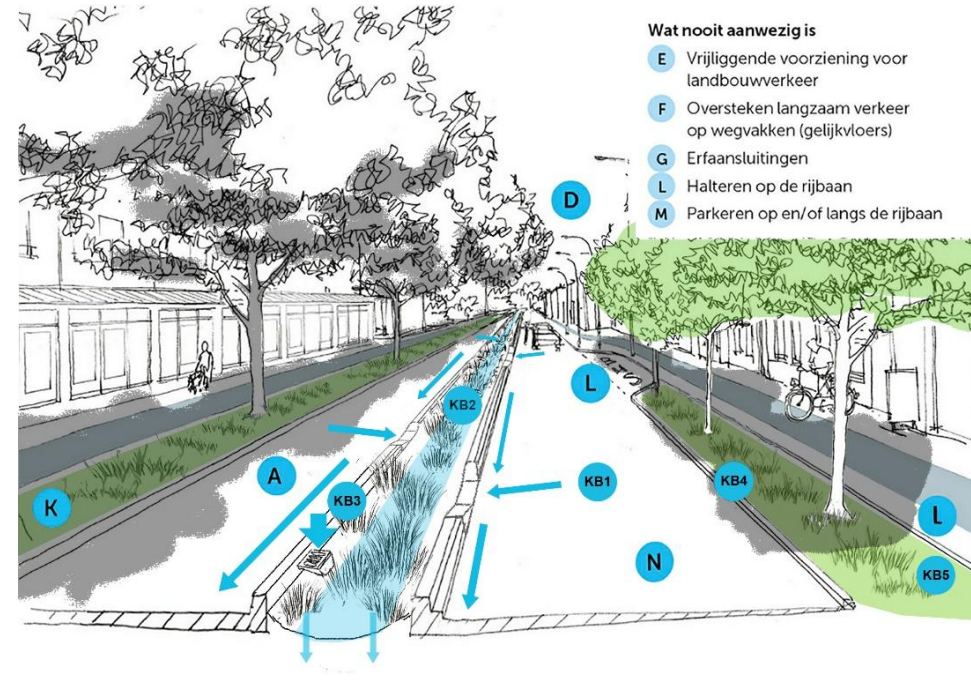 Wat nooit aanwezig is
E Vrijliggende voorziening voor
landbouwverkeer
F Oversteken langzaam verkeer
op wegvakken (gelijkvloers)
G Erfaansluitingen
L Halteren op de rijbaan
M Parkeren op en/of langs de rijbaan
D
L
KB2
K
A
KB3
KB1
KB4
L
N
KB5